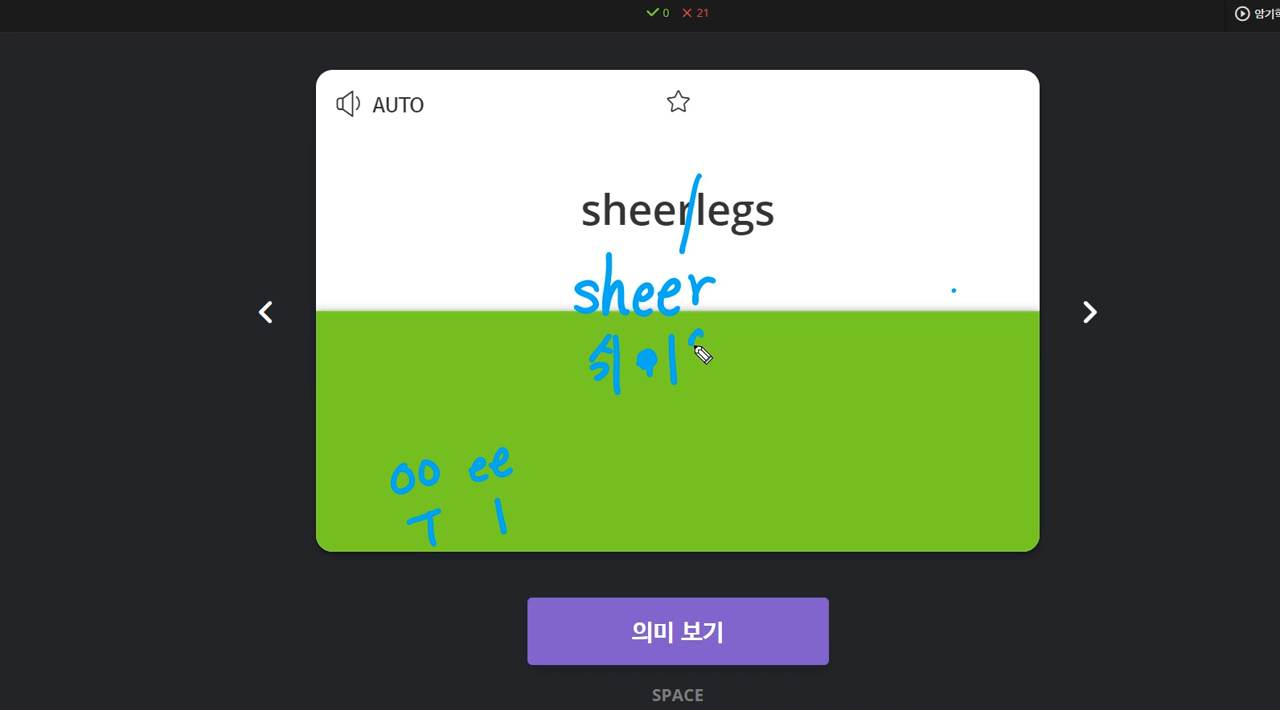 0 21
AUTO
sheerlegs
sheer
쉬이
oo ee
ㅜ ㅣ
의미 보기
SPACE